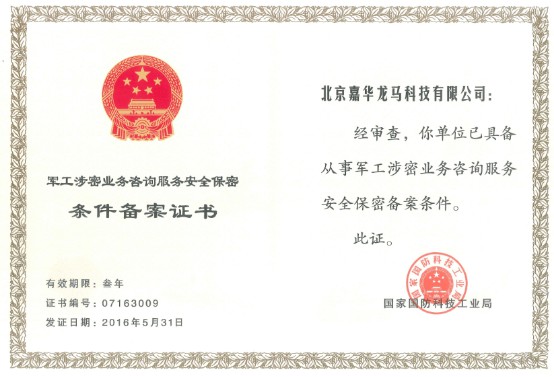 军工涉密业务咨询服务安全保密
条件备案证书
有效期限：叁年
证书编号：07163009
发证日期：2016年5月31日
北京嘉华龙马科技有限公司：
经审查，你单位已具备
从事军工涉密业务咨询服务
安全保密备案条件。
此证。
国家国防科技工业局
国家国防科技工业局